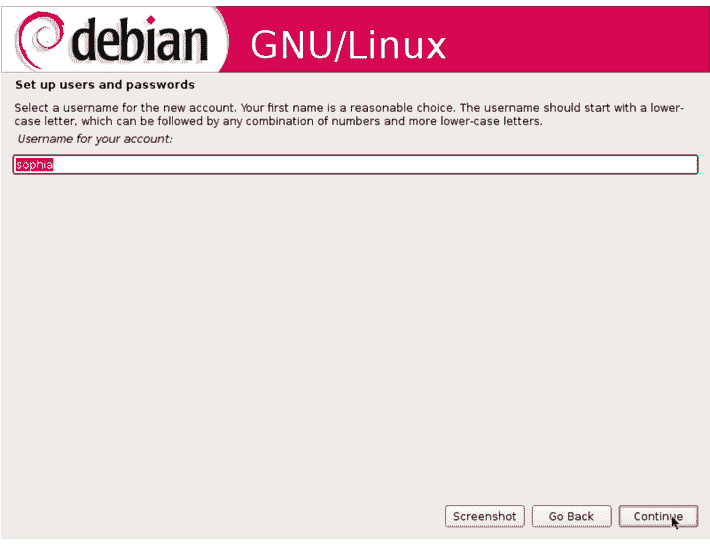 debian GNU/Linux
Set up users and passwords
Select a username for the new account. Your first name is a reasonable choice. The username should start with a lower-
case letter, which can be followed by any combination of numbers and more lower-case letters.
Username for your account:
sophia
Screenshot Go Back Continue